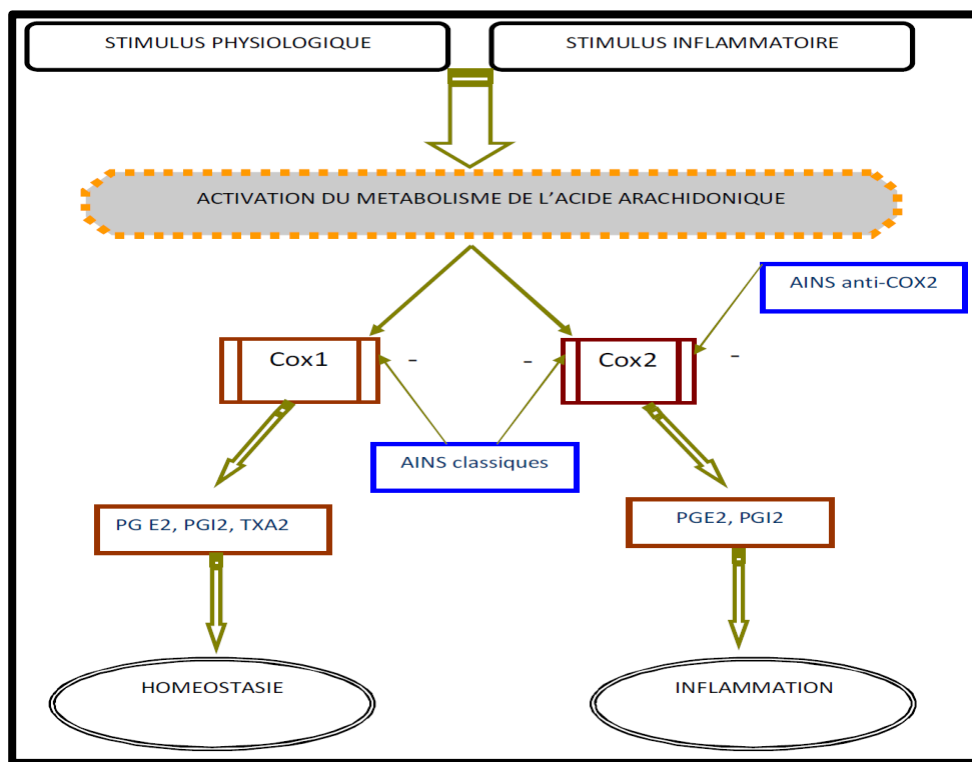 STIMULUS PHYSIOLOGIQUE
STIMULUS INFLAMMATOIRE
ACTIVATION DU METABOLISME DE L’ACIDE ARACHIDONIQUE
AINS anti-COX2
Cox1
-
-
Cox2
-
AINS classiques
PG E2, PGI2, TXA2
PGE2, PGI2
HOMEOSTASIE
INFLAMMATION